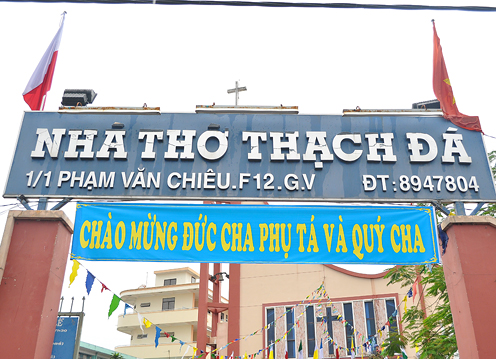 NHÀ THỜ THẠCH ĐÀ
1/1 PHẠM VĂN CHIÊU.F12.G.V ĐT:8947804
CHÀO MỪNG ĐỨC CHA PHỤ TÁ VÀ QUÝ CHA